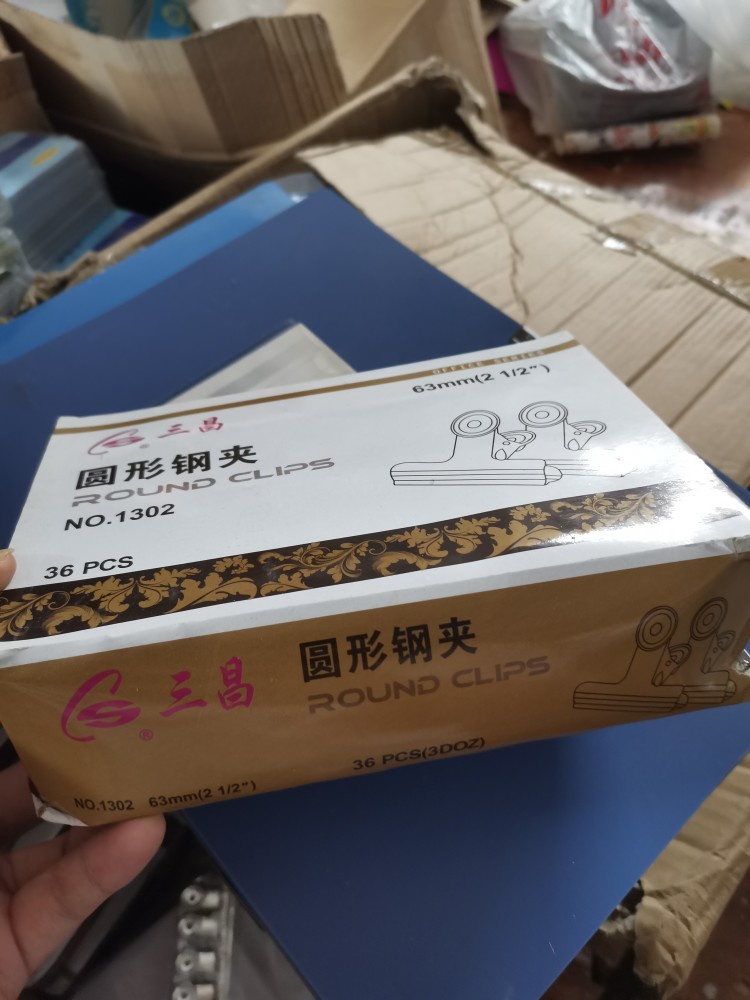 OFFICE SERIES
63mm(2 1/2")
三昌
圆形钢夹
ROUND CLIPS
NO.1302
36 PCS
® 三昌
圆形钢夹
ROUND CLIPS
36 PCS(3DOZ)
NO.1302 63mm(2 1/2")